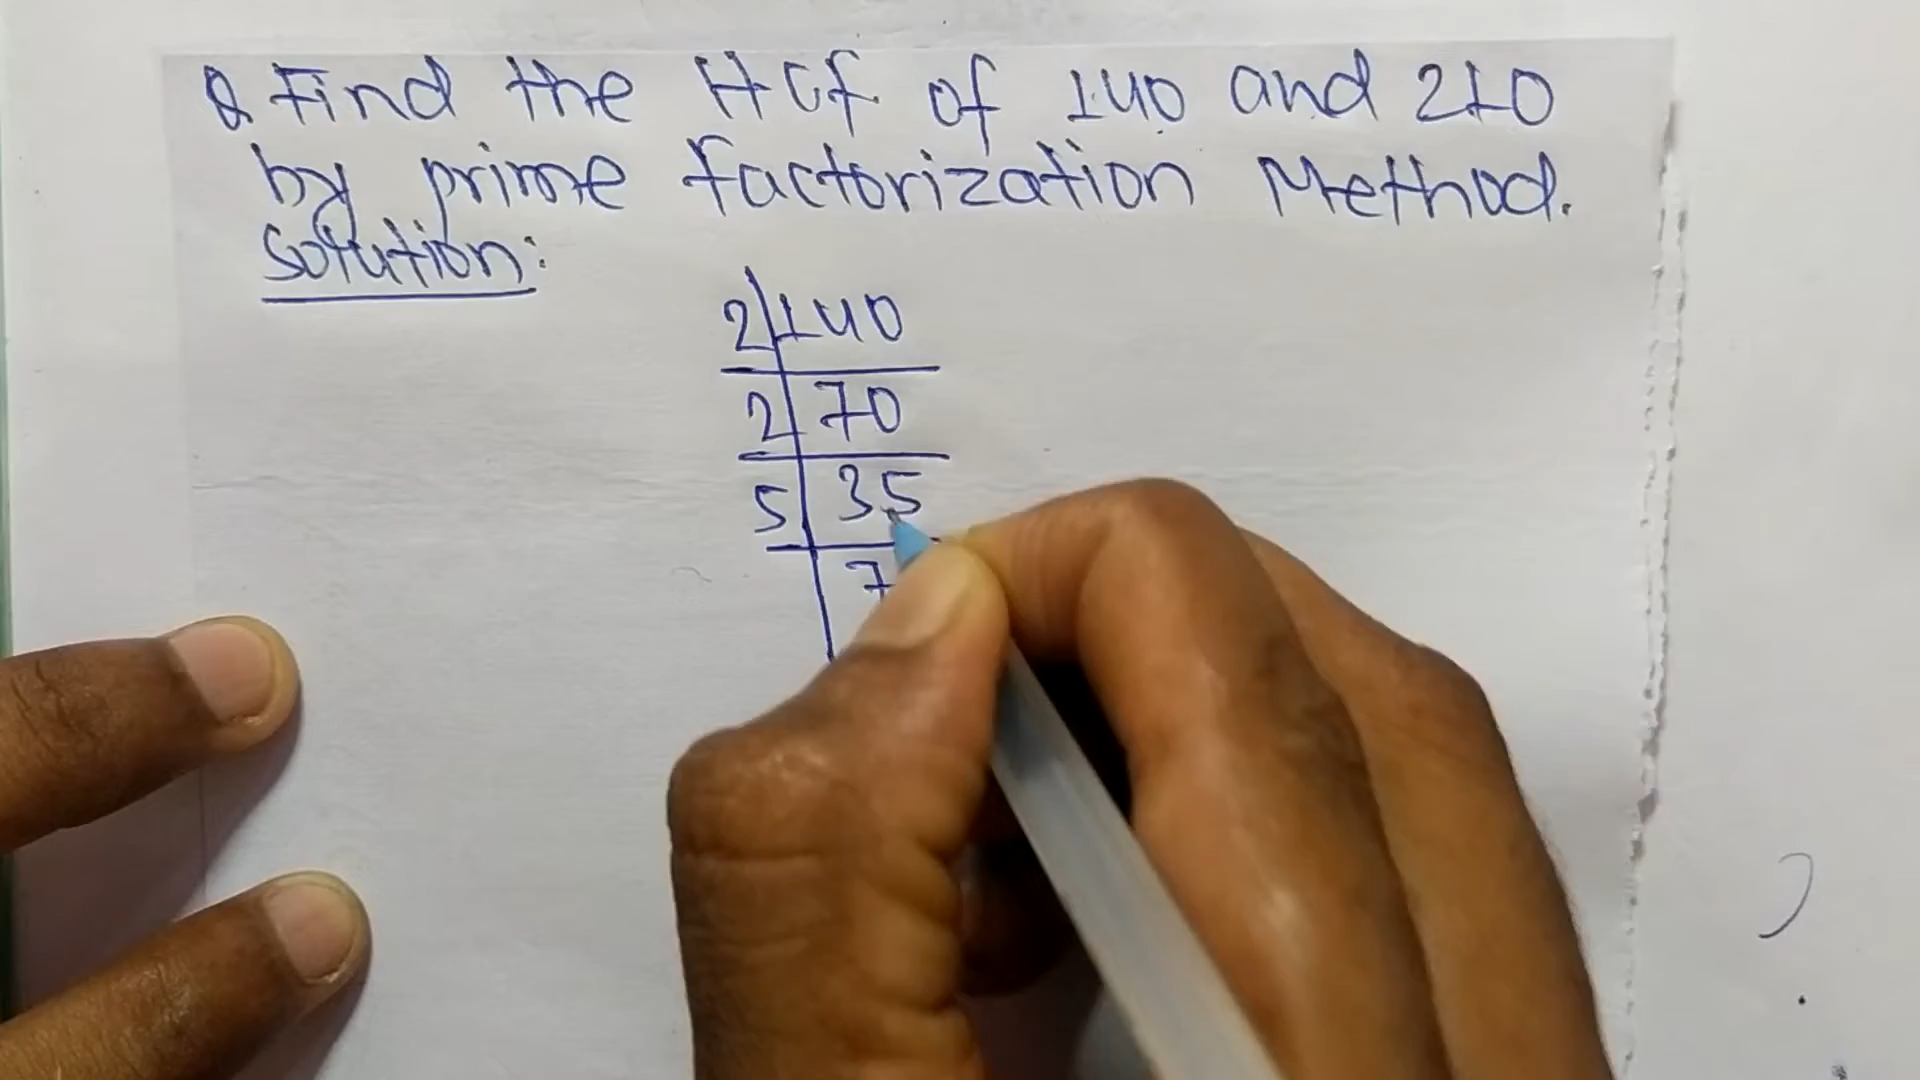 Q Find the HCf of 140 and 210
by prime factorization Method.
Solution:
2 140
2 70
5 35
7